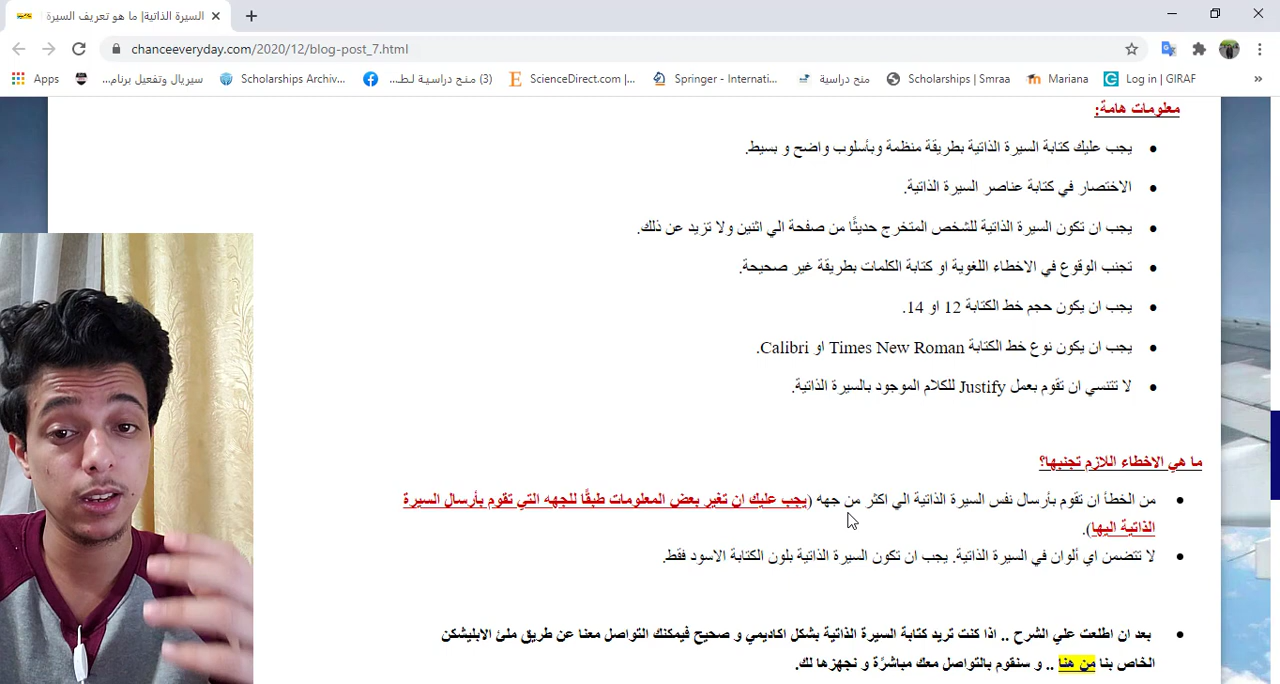 السيرة الذاتية| ما هو تعريف السيرة
chanceeveryday.com/2020/12/blog-post_7.html
Apps
سيريال وتفعيل برنام...
Scholarships Archiv...
(3) منح دراسية لطـ...
ScienceDirect.com |...
Springer - Internati...
منح دراسية
Scholarships | Smraa
Mariana
Log in | GIRAF
»
معلومات هامة:
يجب عليك كتابة السيرة الذاتية بطريقة منظمة وبأسلوب واضح و بسيط.
الاختصار في كتابة عناصر السيرة الذاتية.
يجب ان تكون السيرة الذاتية للشخص المتخرج حديثًا من صفحة الي اثنين ولا تزيد عن ذلك.
تجنب الوقوع في الاخطاء اللغوية او كتابة الكلمات بطريقة غير صحيحة.
يجب ان يكون حجم خط الكتابة 12 او 14.
يجب ان يكون نوع خط الكتابة Times New Roman او Calibri.
لا تتنسي ان تقوم بعمل Justify للكلام الموجود بالسيرة الذاتية.
ما هي الاخطاء اللازم تجنبها؟
من الخطأ ان تقوم بأرسال نفس السيرة الذاتية الي اكثر من جهه (يجب عليك ان تغير بعض المعلومات طبقًا للجهه التي تقوم بأرسال السيرة
الذاتية اليها).
لا تتضمن اي ألوان في السيرة الذاتية. يجب ان تكون السيرة الذاتية بلون الكتابة الاسود فقط.
بعد ان اطلعت علي الشرح .. اذا كنت تريد كتابة السيرة الذاتية بشكل اكاديمي و صحيح فيمكنك التواصل معنا عن طريق ملئ الابليشكن
الخاص بنا من هنا .. و سنقوم بالتواصل معك مباشرًة و نجهزها لك.